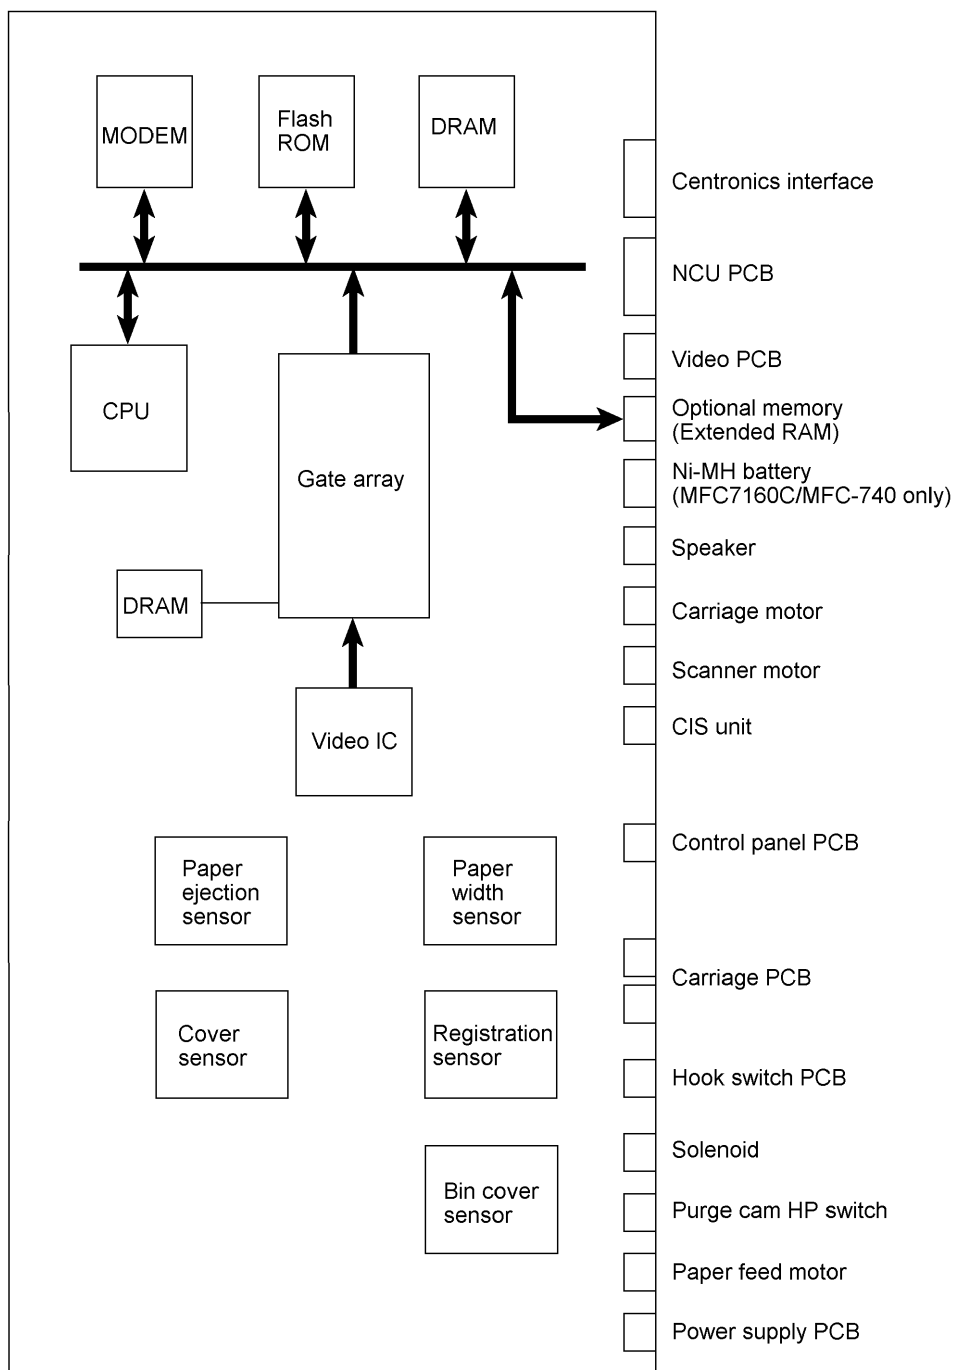 MODEM
Flash
ROM
DRAM
CPU
Gate array
DRAM
Video IC
Paper
ejection
sensor
Paper
width
sensor
Cover
sensor
Registration
sensor
Bin cover
sensor
Centronics interface
NCU PCB
Video PCB
Optional memory
(Extended RAM)
Ni-MH battery
(MFC7160C/MFC-740 only)
Speaker
Carriage motor
Scanner motor
CIS unit
Control panel PCB
Carriage PCB
Hook switch PCB
Solenoid
Purge cam HP switch
Paper feed motor
Power supply PCB